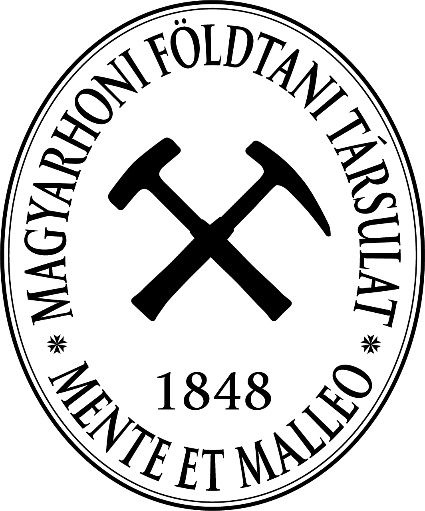 MAGYARHONI FÖLDTANI TÁRSULAT
1848
MENTE ET MALLEO